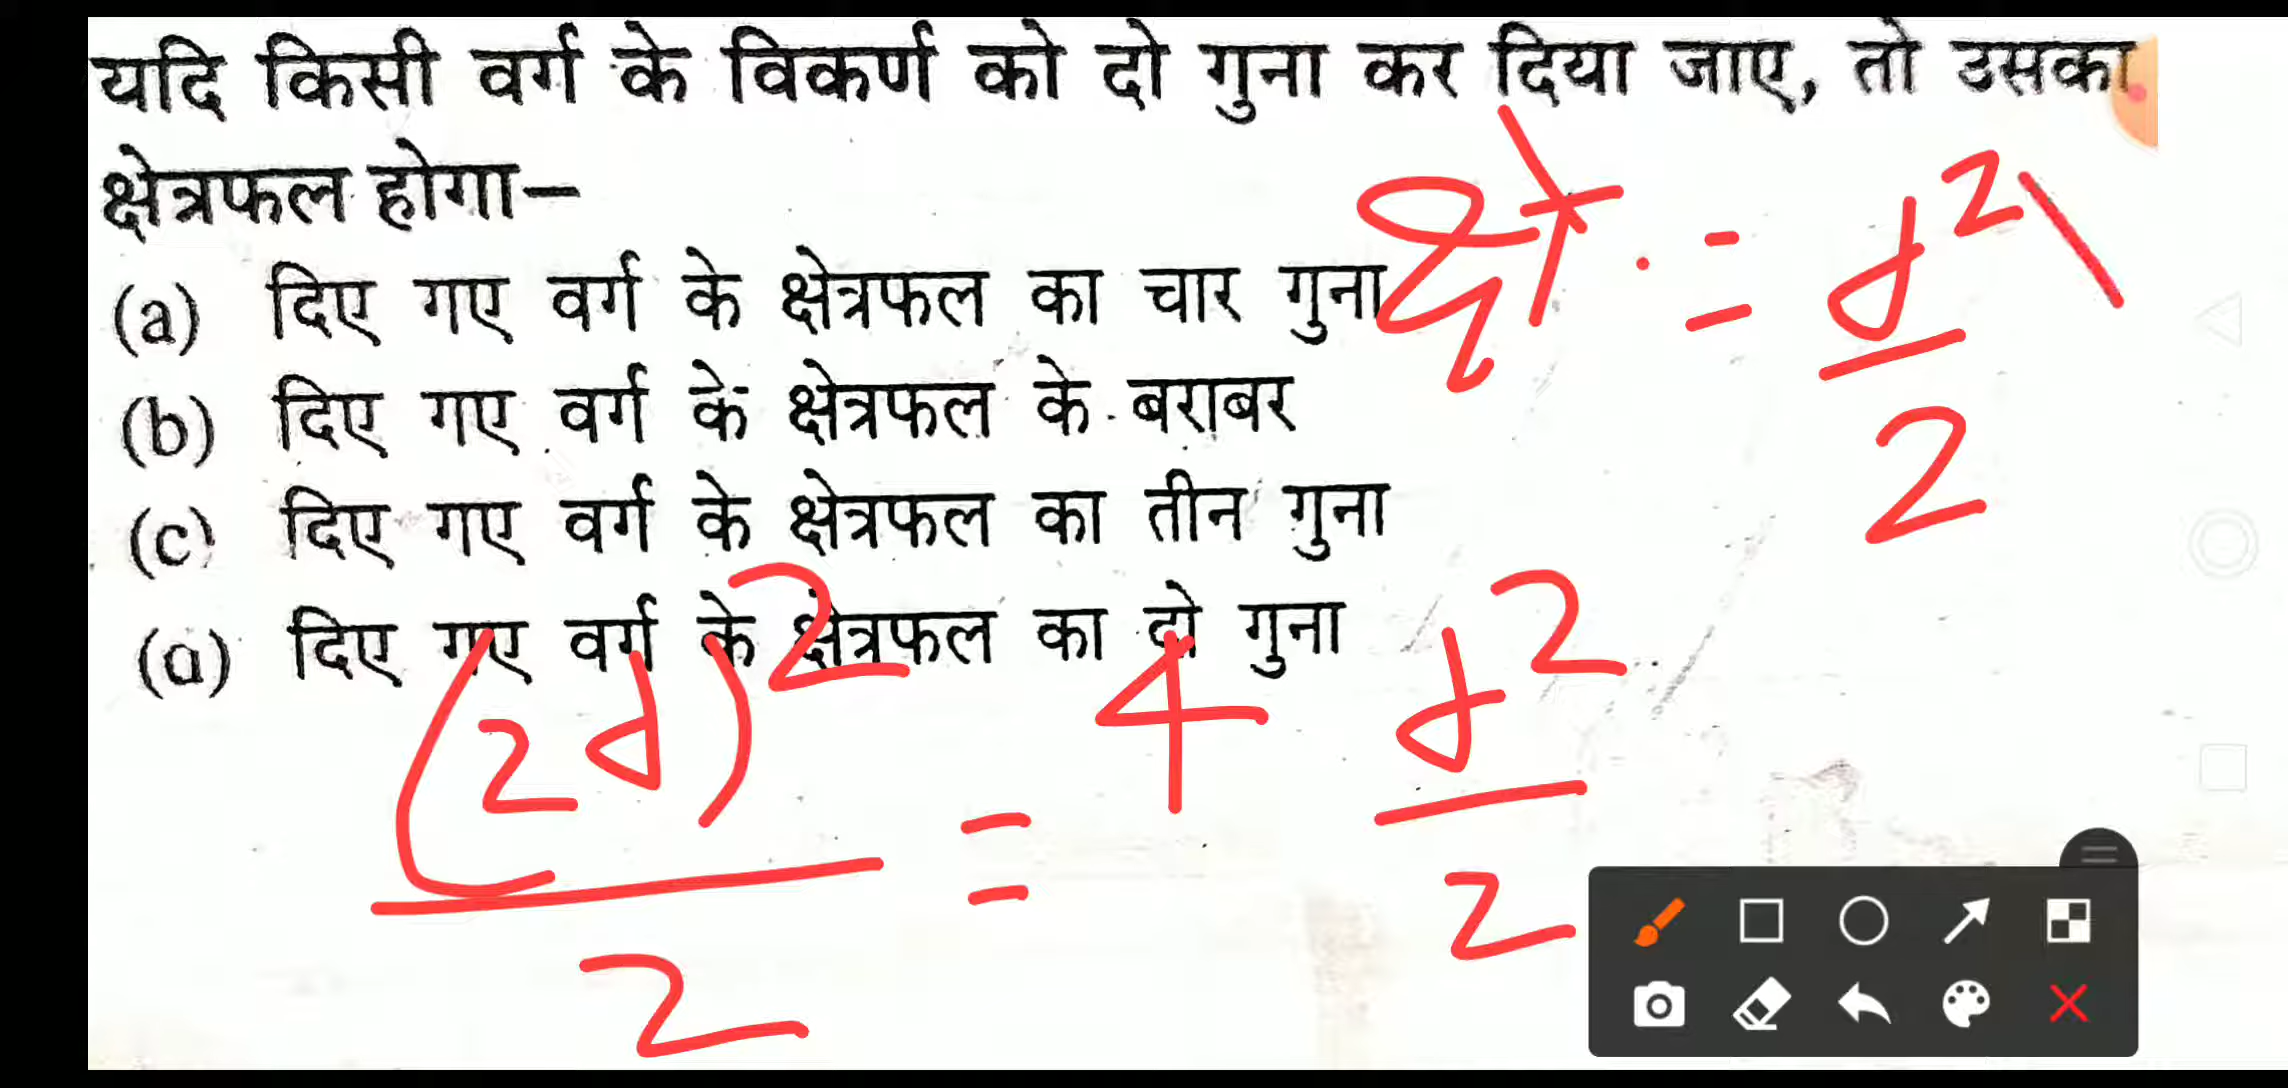 यदि किसी वर्ग के विकर्ण को दो गुना कर दिया जाए, तो उसका
क्षेत्रफल होगा–
(a) दिए गए वर्ग के क्षेत्रफल का चार गुना
(b) दिए गए वर्ग के क्षेत्रफल के बराबर
(c) दिए गए वर्ग के क्षेत्रफल का तीन गुना
(d) दिए गए वर्ग के क्षेत्रफल का दो गुना
क्षे. = d²/2
(2d)²/2 = 4 d²/2